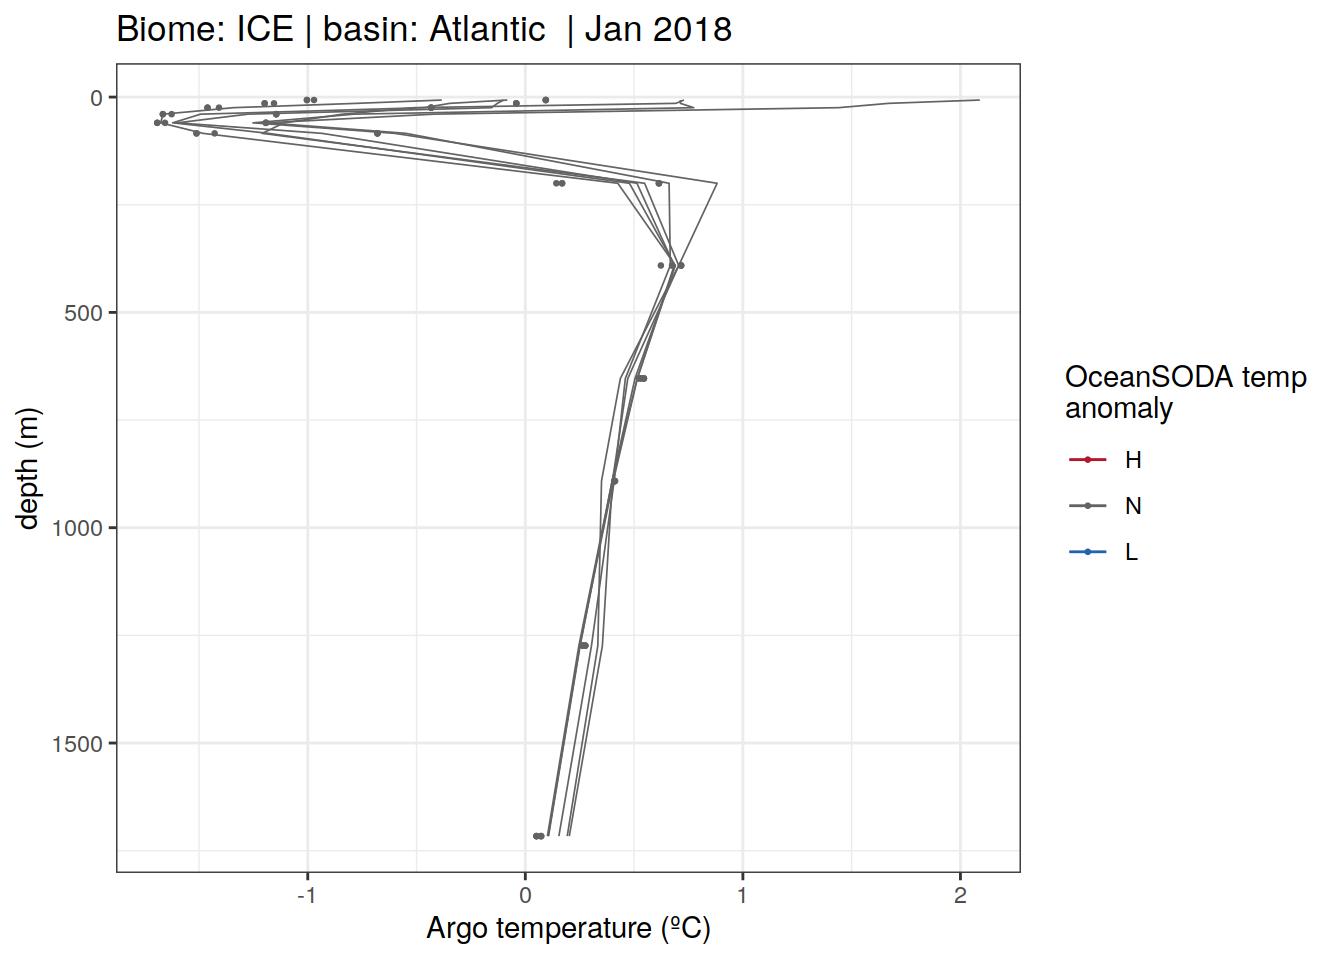 Biome: ICE | basin: Atlantic  | Jan 2018
0
500
1000
1500
depth (m)
-1
0
1
2
Argo temperature (ºC)
OceanSODA temp
anomaly
H
N
L